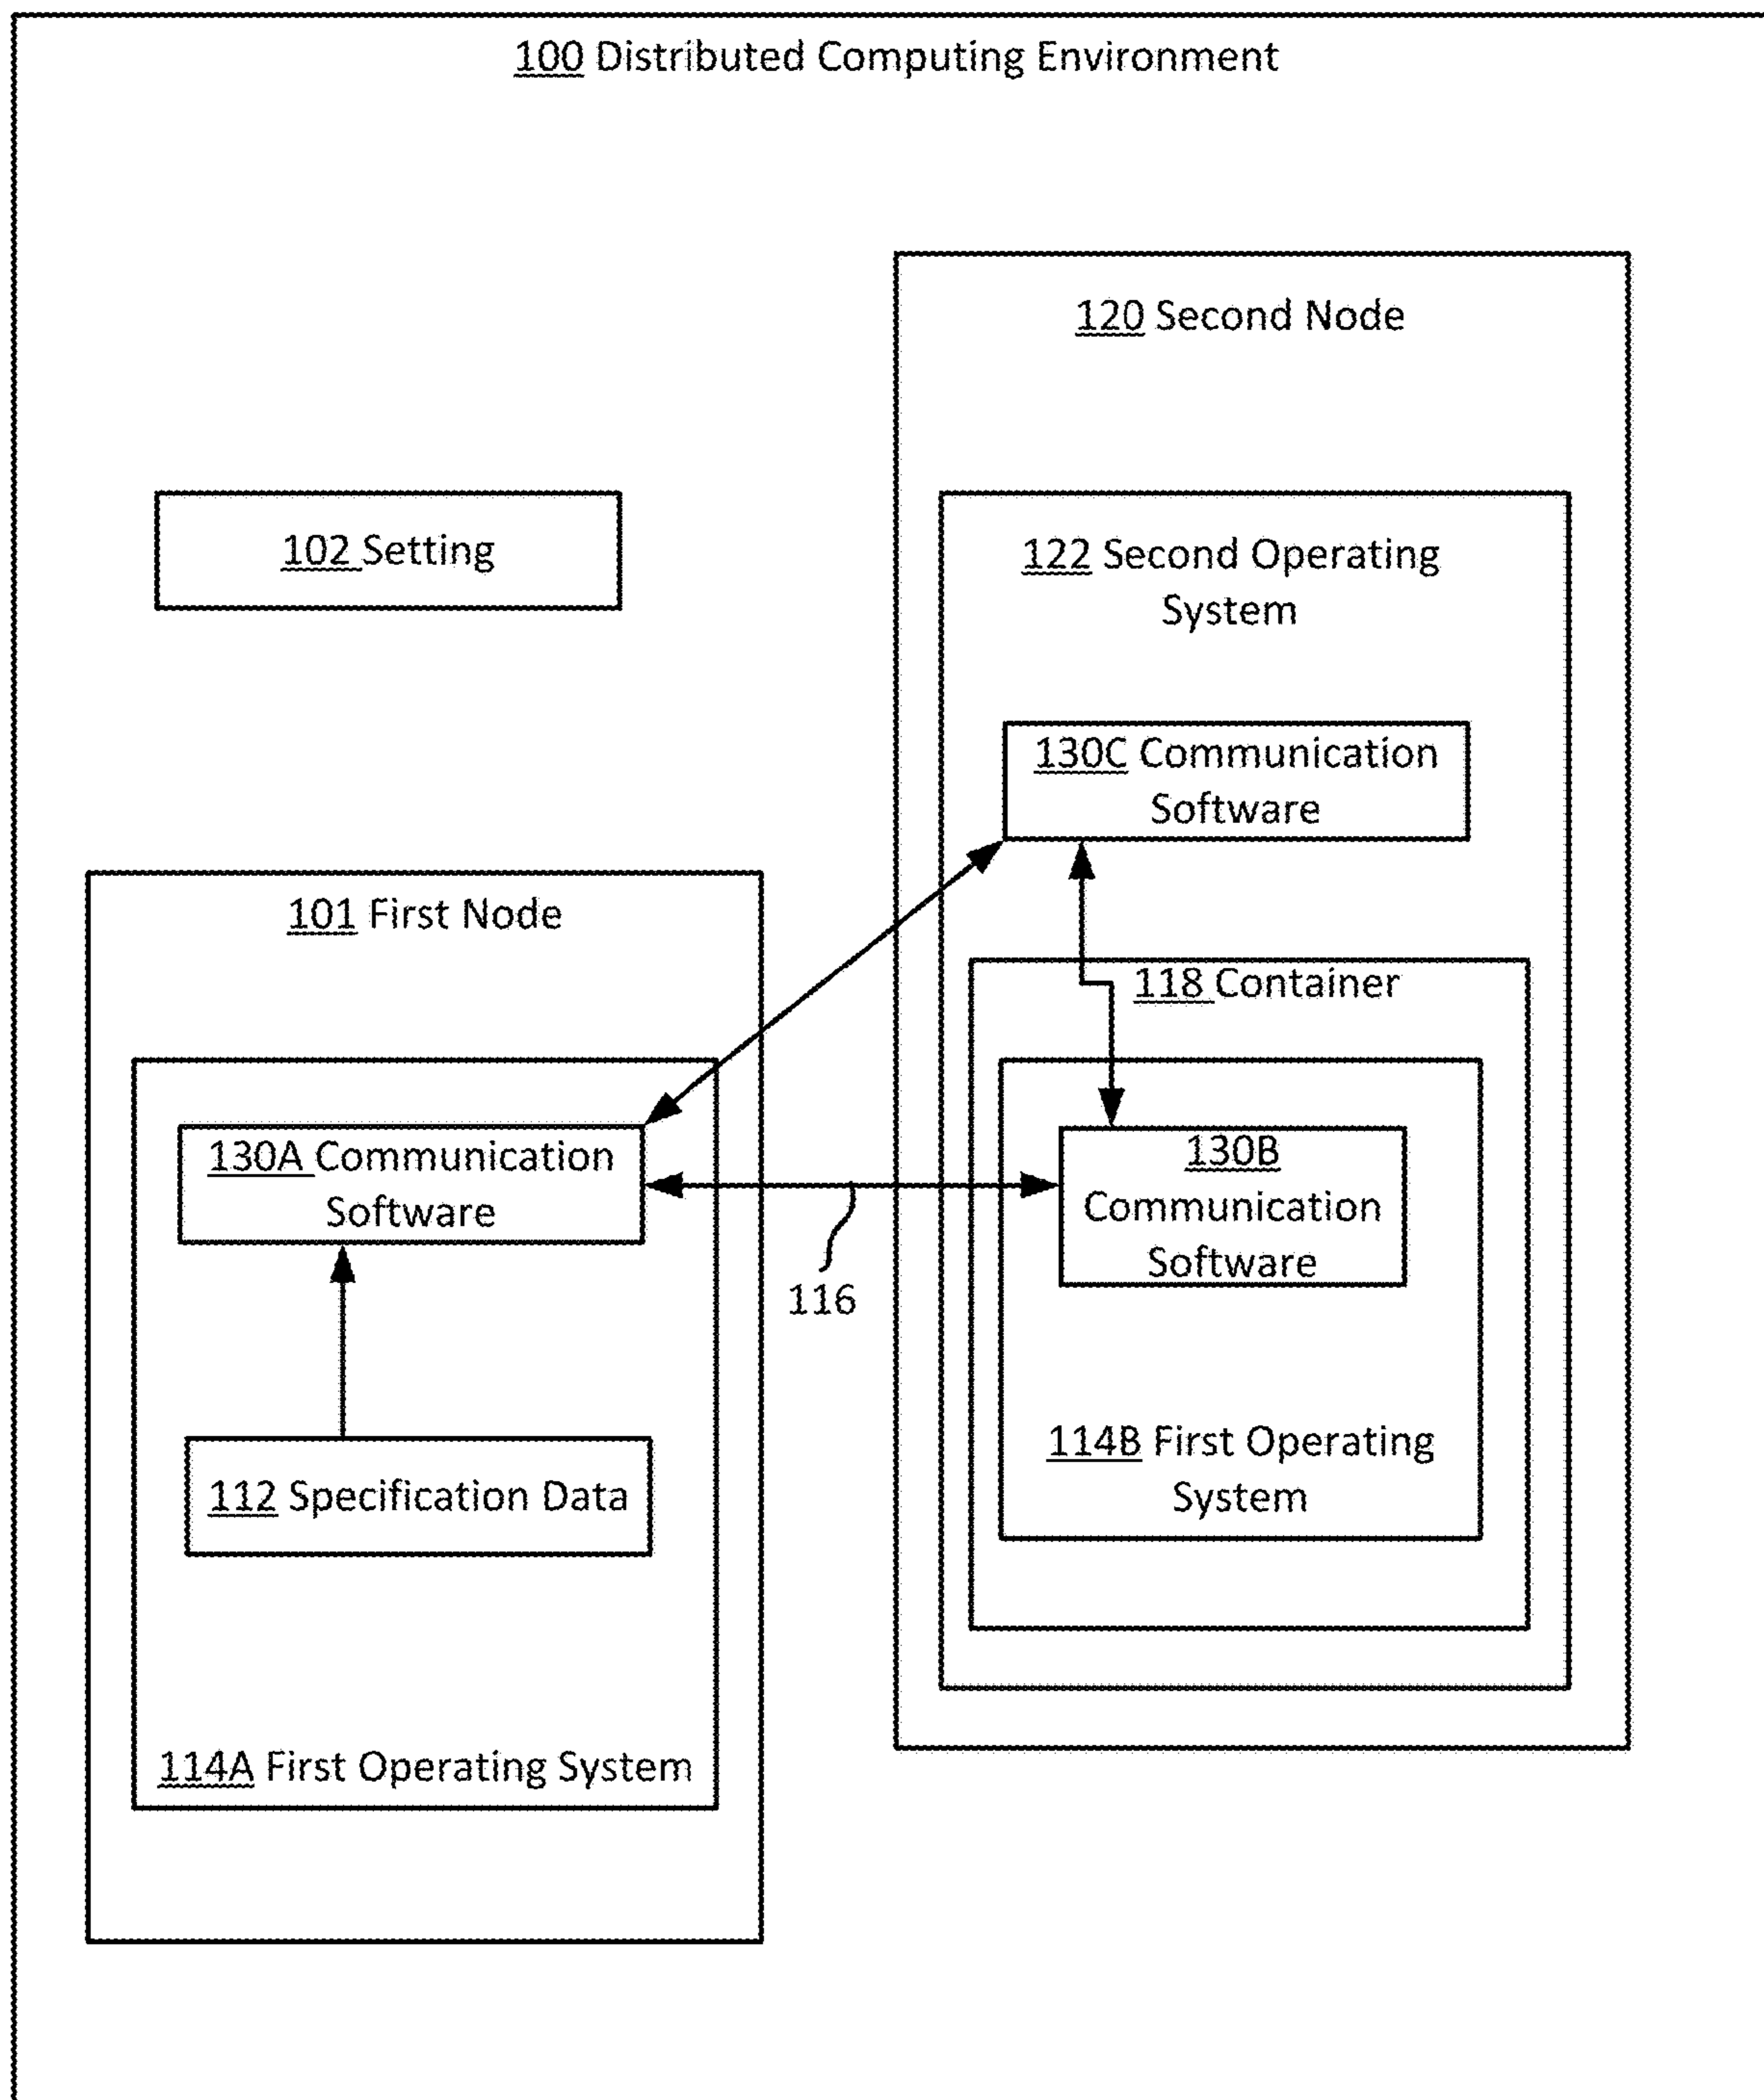 100 Distributed Computing Environment
120 Second Node
102 Setting
122 Second Operating
System
130C Communication
Software
101 First Node
118 Container
130A Communication
Software
130B
Communication
Software
116
112 Specification Data
114B First Operating
System
114A First Operating System